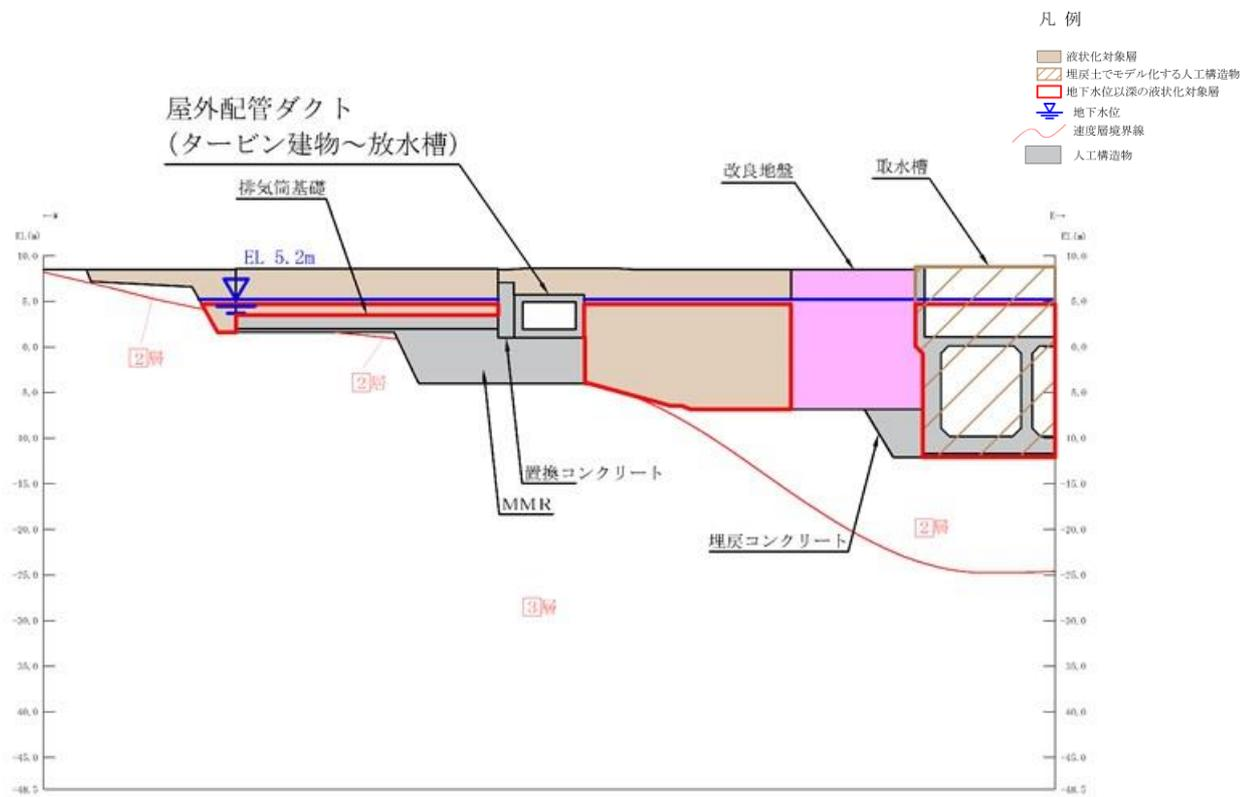 凡 例
液状化対象層
埋戻土でモデル化する人工構造物
地下水位以深の液状化対象層
地下水位
速度層境界線
人工構造物
屋外配管ダクト
(タービン建物～放水槽)
排気筒基礎
改良地盤
取水槽
EL 5.2m
EL(m)
EL(m)
E→
10.0
5.0
0.0
5.0
10.0
-15.0
-20.0
-25.0
30.0
35.0
40.0
-45.0
-48.5
10.0
5.0
0.0
5.0
10.0
-15.0
-20.0
-25.0
-30.0
35.0
40.0
-45.0
-48.5
2層
2層
置換コンクリート
MMR
埋戻コンクリート
2層
3層